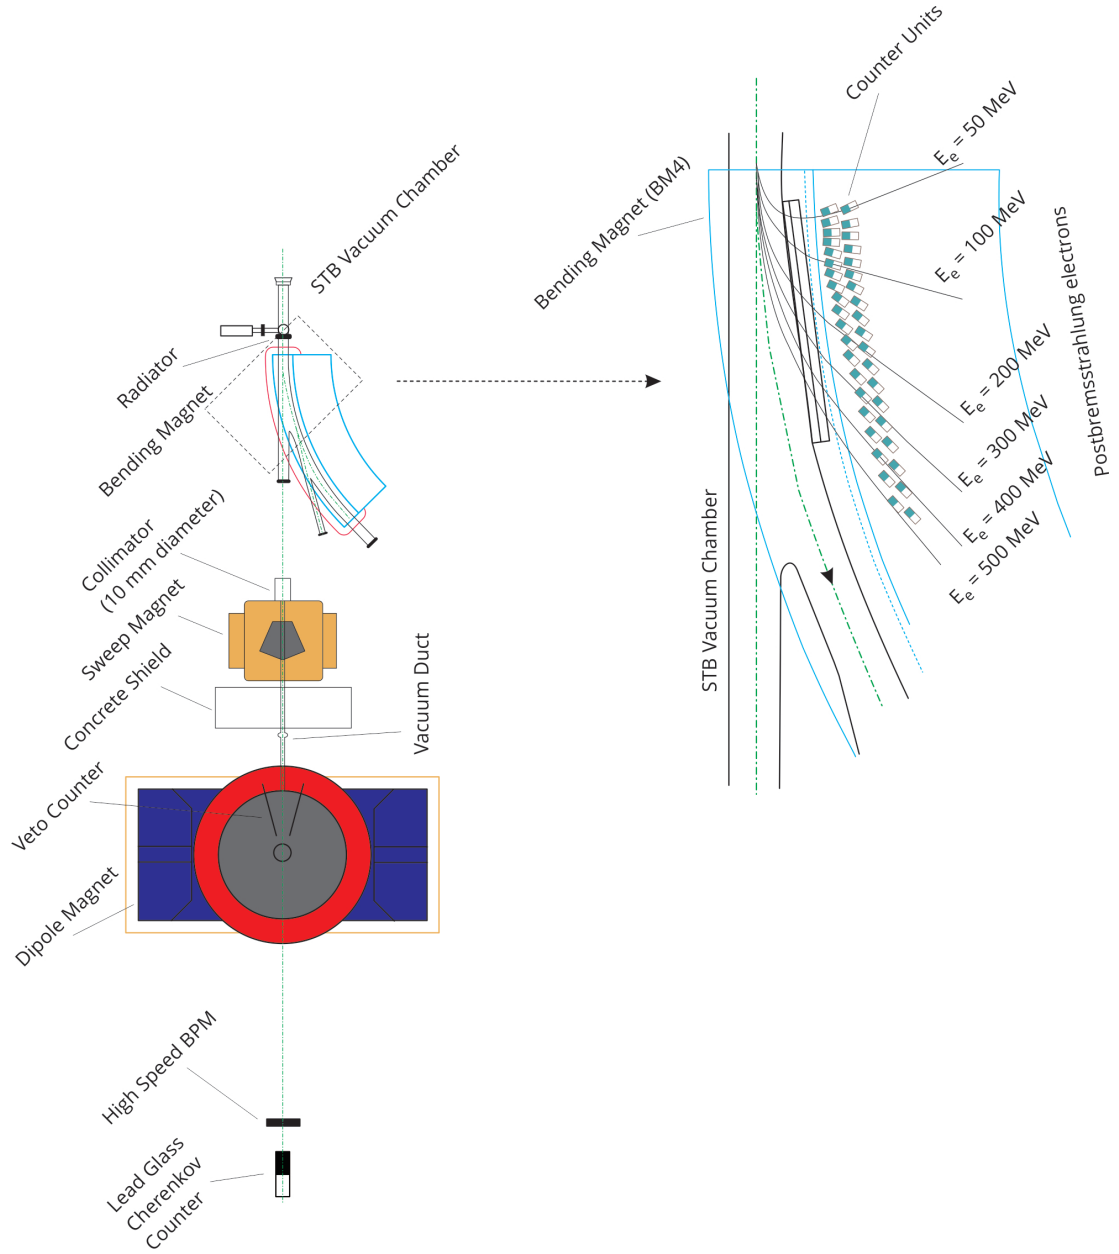 STB Vacuum Chamber
Radiator
Bending Magnet
Collimator
(10 mm diameter)
Sweep Magnet
Concrete Shield
Vacuum Duct
Veto Counter
Dipole Magnet
High Speed BPM
Lead Glass
Cherenkov
Counter
Counter Units
Bending Magnet (BM4)
Ee = 50 MeV
Ee = 100 MeV
Ee = 200 MeV
Ee = 300 MeV
Ee = 400 MeV
Ee = 500 MeV
Postbremsstrahlung electrons
STB Vacuum Chamber